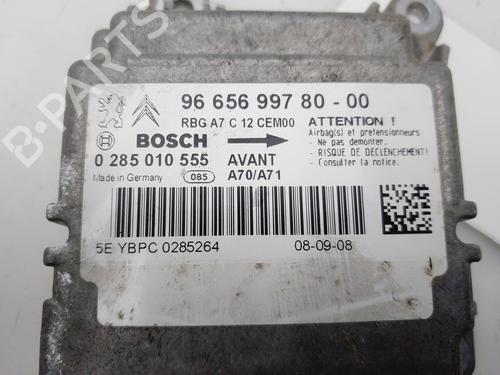 96 656 997 80 - 00
RBG A7 C 12 CEM00
ATTENTION !
Airbag(s) et pretensionneurs
- Ne pas demonter.
- RISQUE DE DECLENCHEMENT!
- Consulter la notice.
BOSCH
0 285 010 555
AVANT
Made in Germany
085
A70/A71
5E YBPC 0285264
08-09-08
B-PARTS